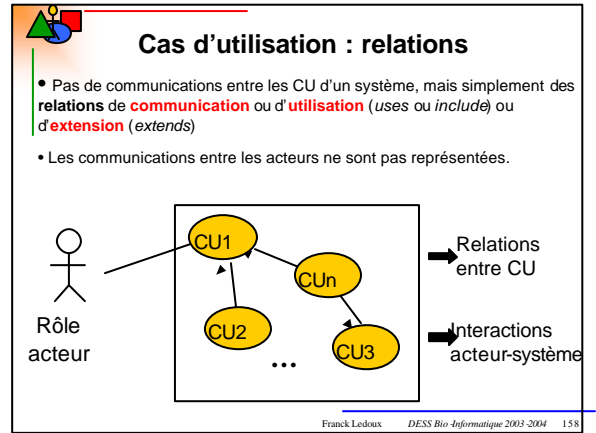 Cas d'utilisation : relations
• Pas de communications entre les CU d'un système, mais simplement des
relations de communication ou d'utilisation (uses ou include) ou
d'extension (extends)
• Les communications entre les acteurs ne sont pas représentées.
CU1
CUn
CU2
CU3
...
Rôle
acteur
Relations
entre CU
Interactions
acteur-système
Franck Ledoux DESS Bio-Informatique 2003-2004 158